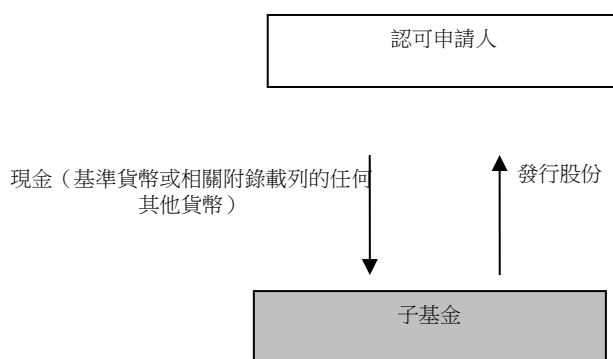 認可申請人
現金（基準貨幣或相關附錄載列的任何
其他貨幣）
發行股份
子基金